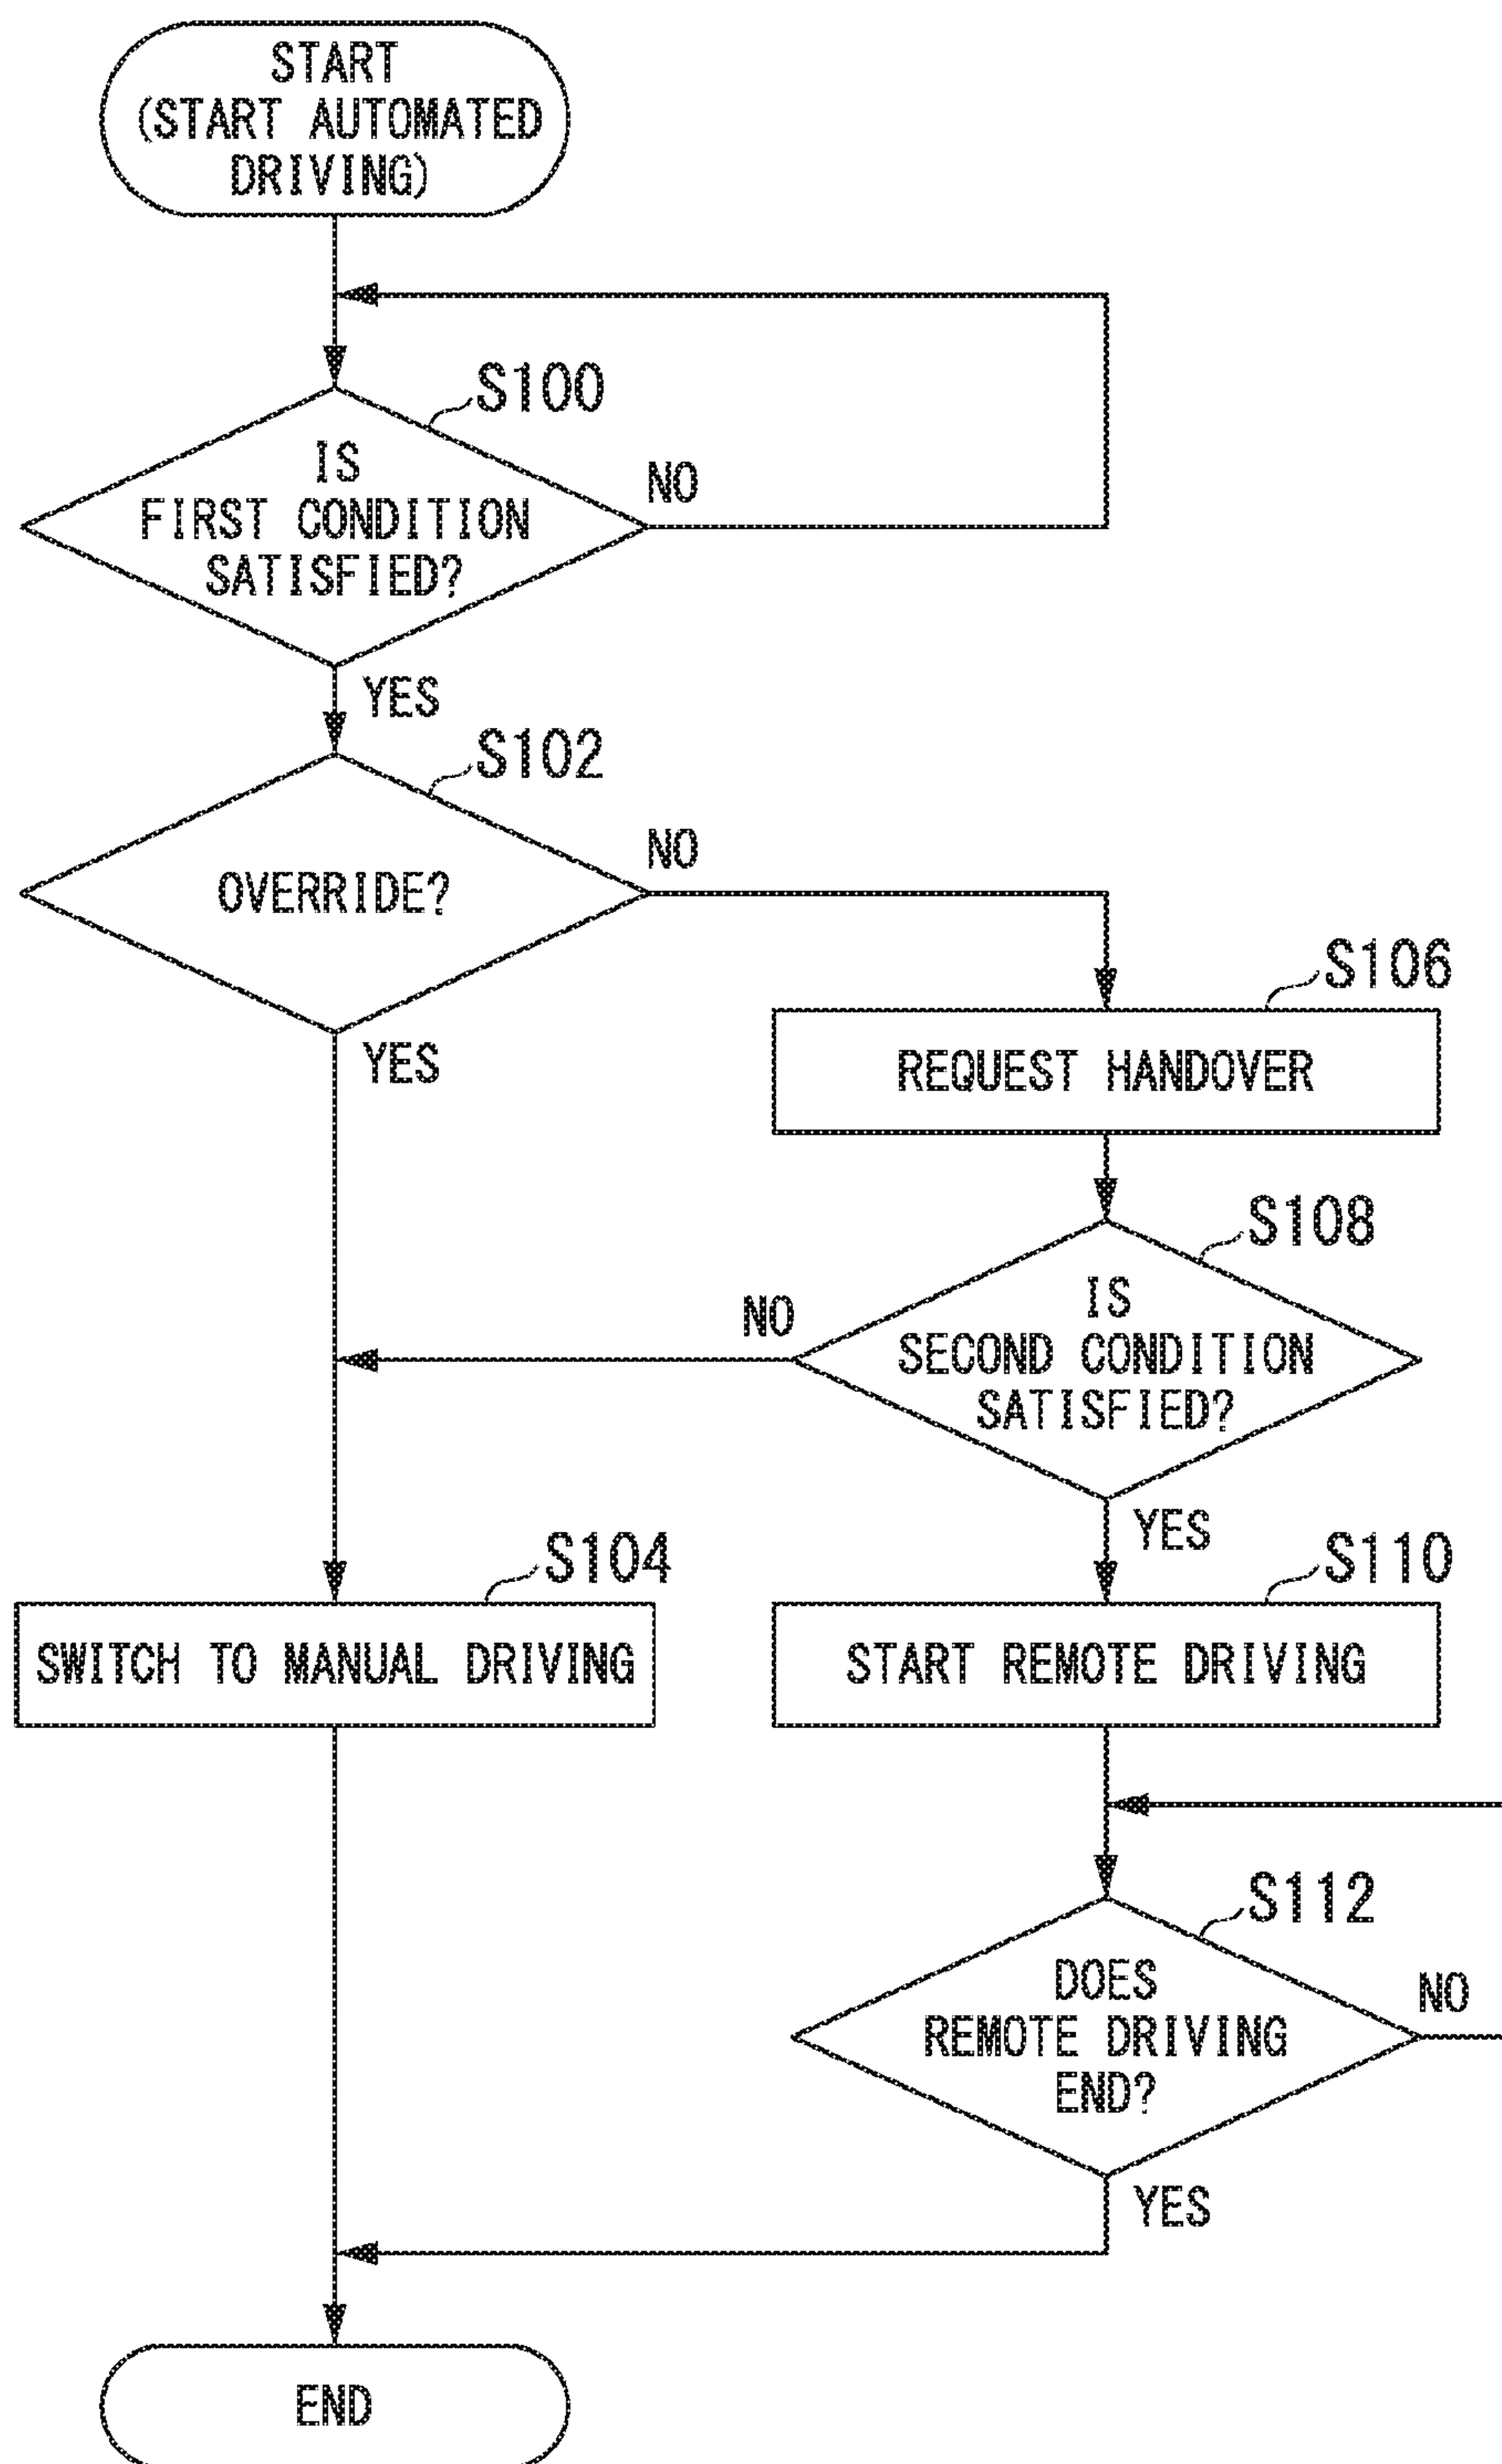 START
(START AUTOMATED
DRIVING)
S100
IS
FIRST CONDITION
SATISFIED?
NO
YES
S102
OVERRIDE?
NO
YES
S106
REQUEST HANDOVER
S108
IS
SECOND CONDITION
SATISFIED?
NO
YES
S104
SWITCH TO MANUAL DRIVING
S110
START REMOTE DRIVING
S112
DOES
REMOTE DRIVING
END?
NO
YES
END